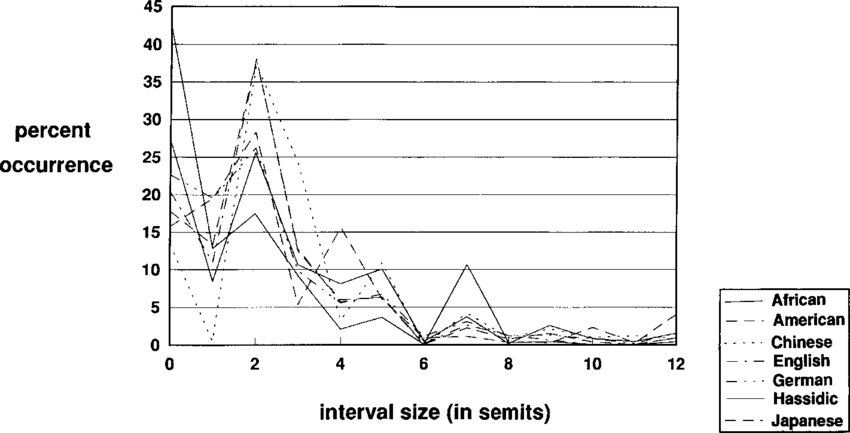 45
40
35
30
25
20
15
10
5
0
percent
occurrence
0 2 4 6 8 10 12
interval size (in semits)
African
American
Chinese
English
German
Hassidic
Japanese